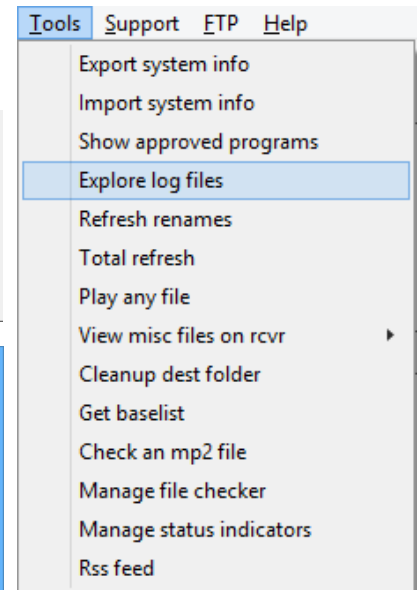 Tools Support FTP Help
Export system info
Import system info
Show approved programs
Explore log files
Refresh renames
Total refresh
Play any file
View misc files on rcvr
Cleanup dest folder
Get baselist
Check an mp2 file
Manage file checker
Manage status indicators
Rss feed